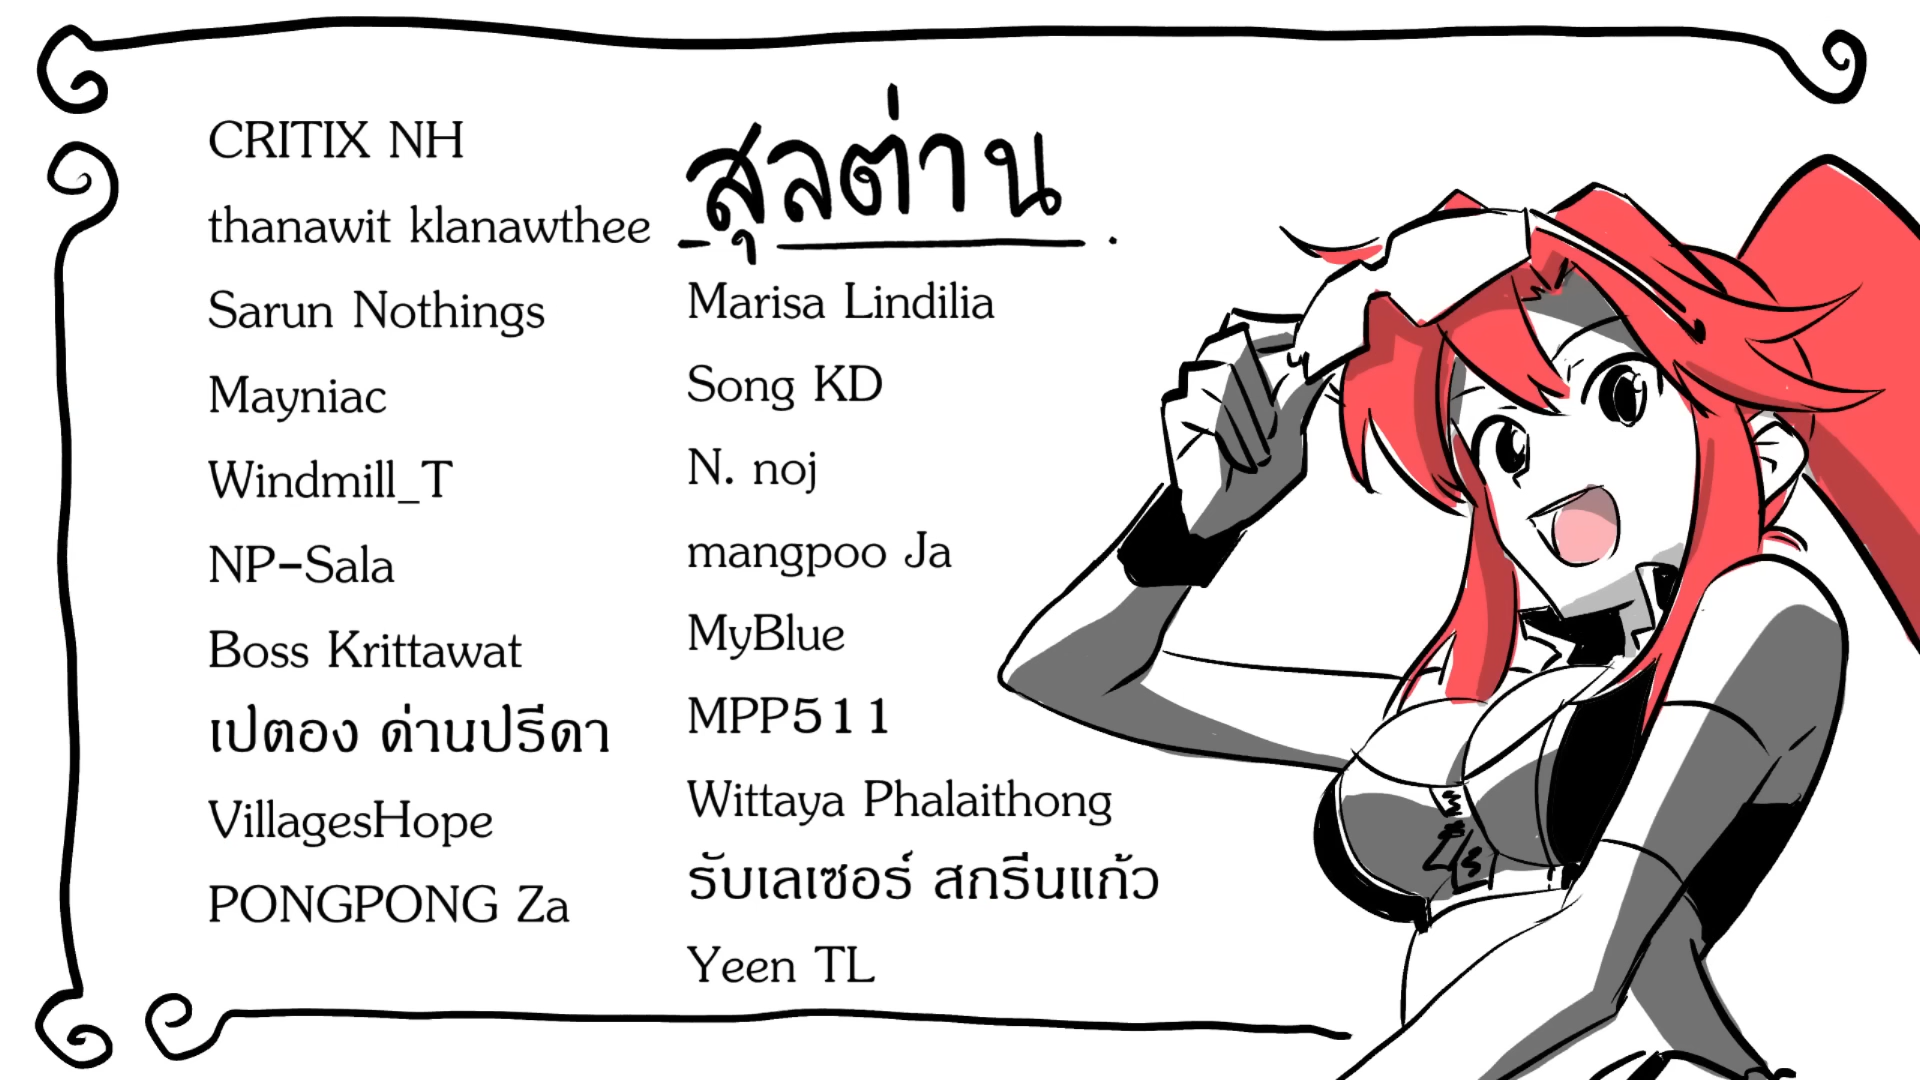 สุลต่าน
CRITIX NH
thanawit klanawthee
Sarun Nothings
Mayniac
Windmill_T
NP-Sala
Boss Krittawat
เปตอง ด่านปรีดา
VillagesHope
PONGPONG Za
Marisa Lindilia
Song KD
N. noj
mangpoo Ja
MyBlue
MPP511
Wittaya Phalaithong
รับเลเซอร์ สกรีนแก้ว
Yeen TL